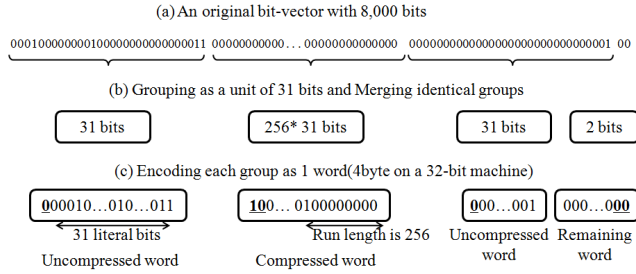 (a) An original bit-vector with 8,000 bits
0001000000001000000000000000011 00000000000...00000000000000 0000000000000000000000000000001 00
(b) Grouping as a unit of 31 bits and Merging identical groups
31 bits 256* 31 bits 31 bits 2 bits
(c) Encoding each group as 1 word(4byte on a 32-bit machine)
000010...010...011 100... 0100000000 000...001 000...000
31 literal bits Run length is 256 Uncompressed Remaining
Uncompressed word Compressed word word word